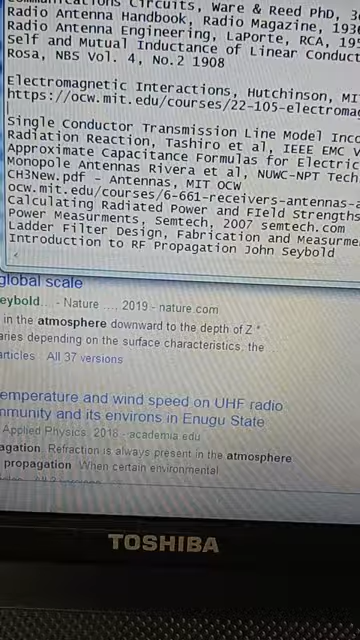 Communications Circuits, Ware & Reed PhD, 3
Radio Antenna Handbook, Radio Magazine, 1936
Radio Antenna Engineering, LaPorte, RCA, 195
Self and Mutual Inductance of Linear Conduct
Rosa, NBS Vol. 4, No.2 1908
Electromagnetic Interactions, Hutchinson, MI
https://ocw.mit.edu/courses/22-105-electromag
Single Conductor Transmission Line Model Inco
Radiation Reaction, Tashiro et al, IEEE EMC
Approximate Capacitance Formulas for Electric
Monopole Antennas Rivera et al, NUWC-NPT Tech
CH3New.pdf - Antennas, MIT OCW
ocw.mit.edu/courses/6-661-receivers-antennas-a
Calculating Radiated Power and FIeld Strengths
Power Measurments, Semtech, 2007 semtech.com
Ladder Filter Design, Fabrication and Measurme
Introduction to RF Propagation John Seybold
global scale
eybold... - Nature ..., 2019 - nature.com
in the atmosphere downward to the depth of Z *
aries depending on the surface characteristics, the
articles All 37 versions
emperature and wind speed on UHF radio
mmunity and its environs in Enugu State
Applied Physics, 2018 - academia.edu
agation Refraction is always present in the atmosphere
propagation When certain environmental
TOSHIBA